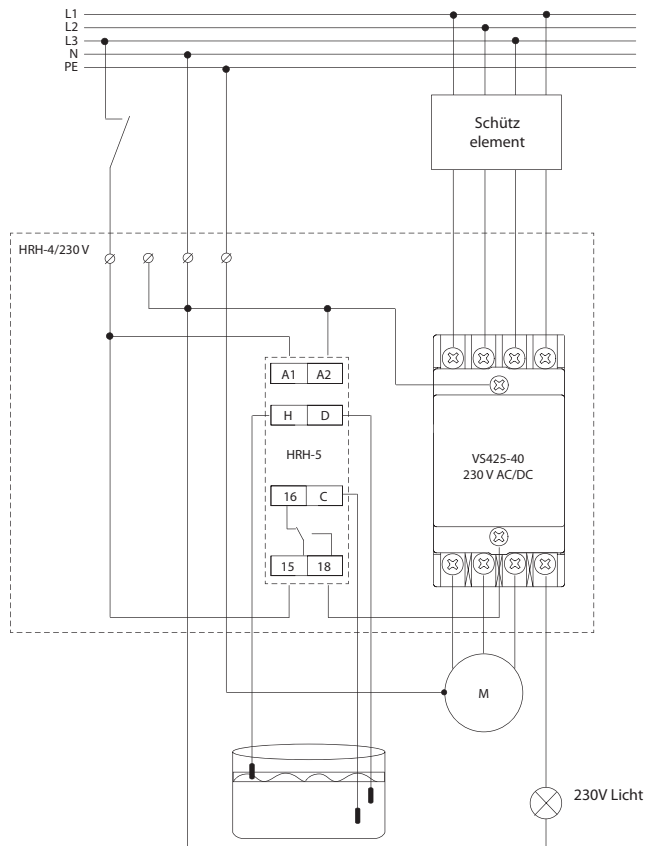 L1
L2
L3
N
PE
Schütz
element
HRH-4/230 V
A1 A2
H D
HRH-5
16 C
15 18
VS425-40
230 V AC/DC
M
230V Licht